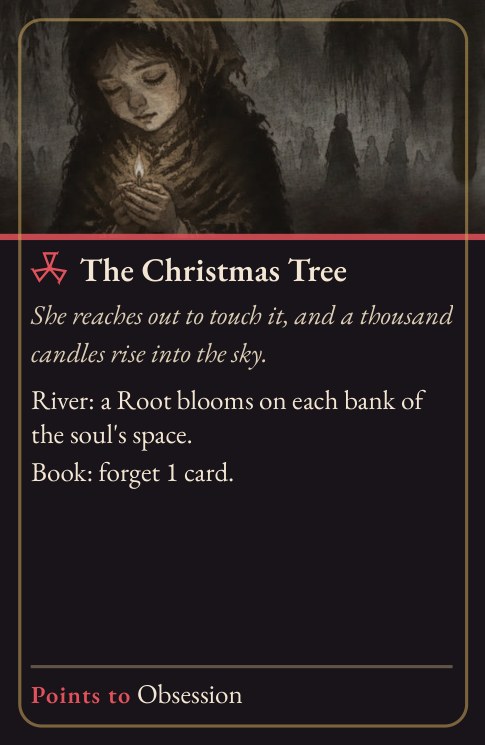 The Christmas Tree
She reaches out to touch it, and a thousand
candles rise into the sky.
River: a Root blooms on each bank of
the soul's space.
Book: forget 1 card.
Points to Obsession